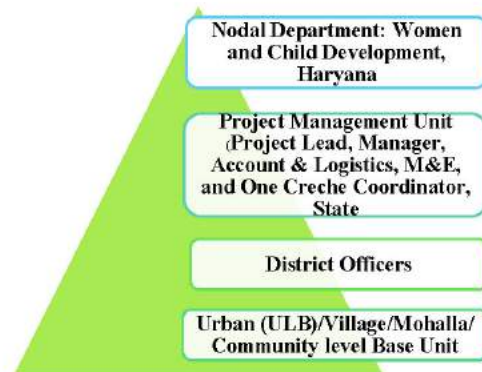 Nodal Department: Women
and Child Development,
Haryana
Project Management Unit
(Project Lead, Manager,
Account & Logistics, M&E,
and One Creche Coordinator,
State
District Officers
Urban (ULB)/Village/Mohalla/
Community level Base Unit